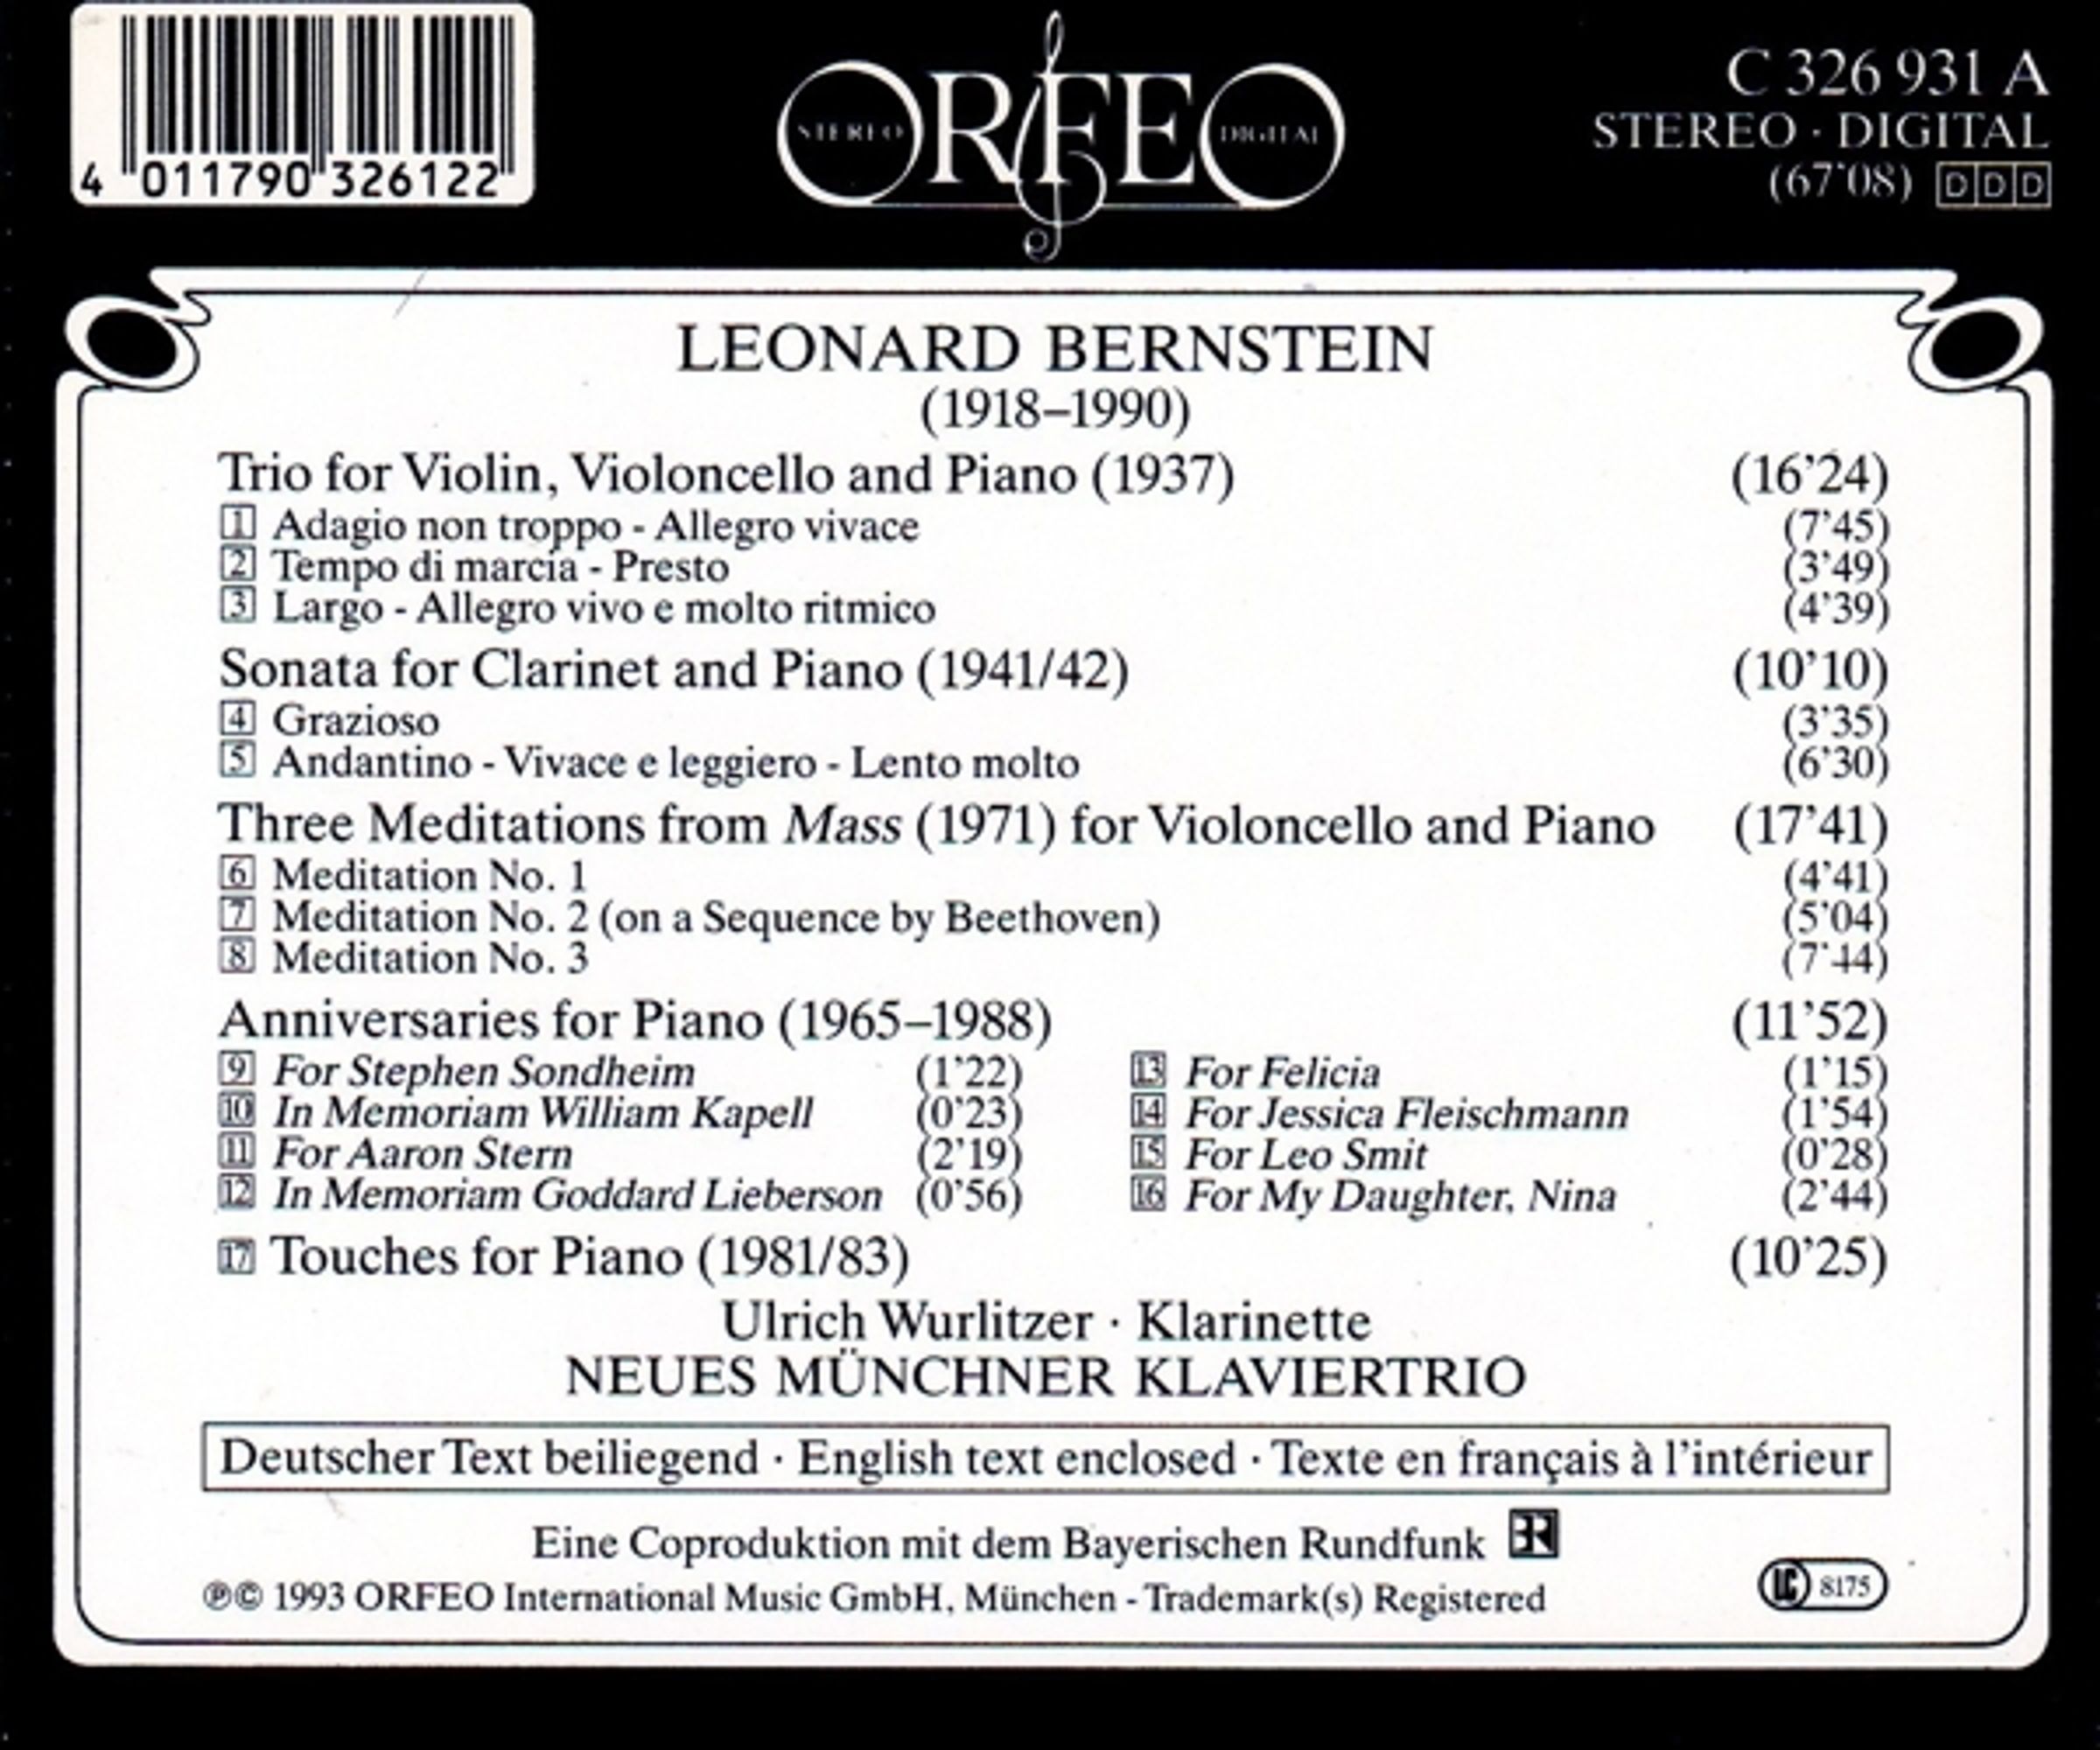 4 011790 326122
STEREO ORFEO DIGITAL
C 326 931 A
STEREO · DIGITAL
(67'08) DDD
LEONARD BERNSTEIN
(1918–1990)
Trio for Violin, Violoncello and Piano (1937) (16'24)
1 Adagio non troppo - Allegro vivace (7'45)
2 Tempo di marcia - Presto (3'49)
3 Largo - Allegro vivo e molto ritmico (4'39)
Sonata for Clarinet and Piano (1941/42) (10'10)
4 Grazioso (3'35)
5 Andantino - Vivace e leggiero - Lento molto (6'30)
Three Meditations from Mass (1971) for Violoncello and Piano (17'41)
6 Meditation No. 1 (4'41)
7 Meditation No. 2 (on a Sequence by Beethoven) (5'04)
8 Meditation No. 3 (7'44)
Anniversaries for Piano (1965–1988) (11'52)
9 For Stephen Sondheim (1'22) 13 For Felicia (1'15)
10 In Memoriam William Kapell (0'23) 14 For Jessica Fleischmann (1'54)
11 For Aaron Stern (2'19) 15 For Leo Smit (0'28)
12 In Memoriam Goddard Lieberson (0'56) 16 For My Daughter, Nina (2'44)
17 Touches for Piano (1981/83) (10'25)
Ulrich Wurlitzer · Klarinette
NEUES MÜNCHNER KLAVIERTRIO
Deutscher Text beiliegend · English text enclosed · Texte en français à l'intérieur
Eine Coproduktion mit dem Bayerischen Rundfunk BR
℗© 1993 ORFEO International Music GmbH, München - Trademark(s) Registered
LC 8175